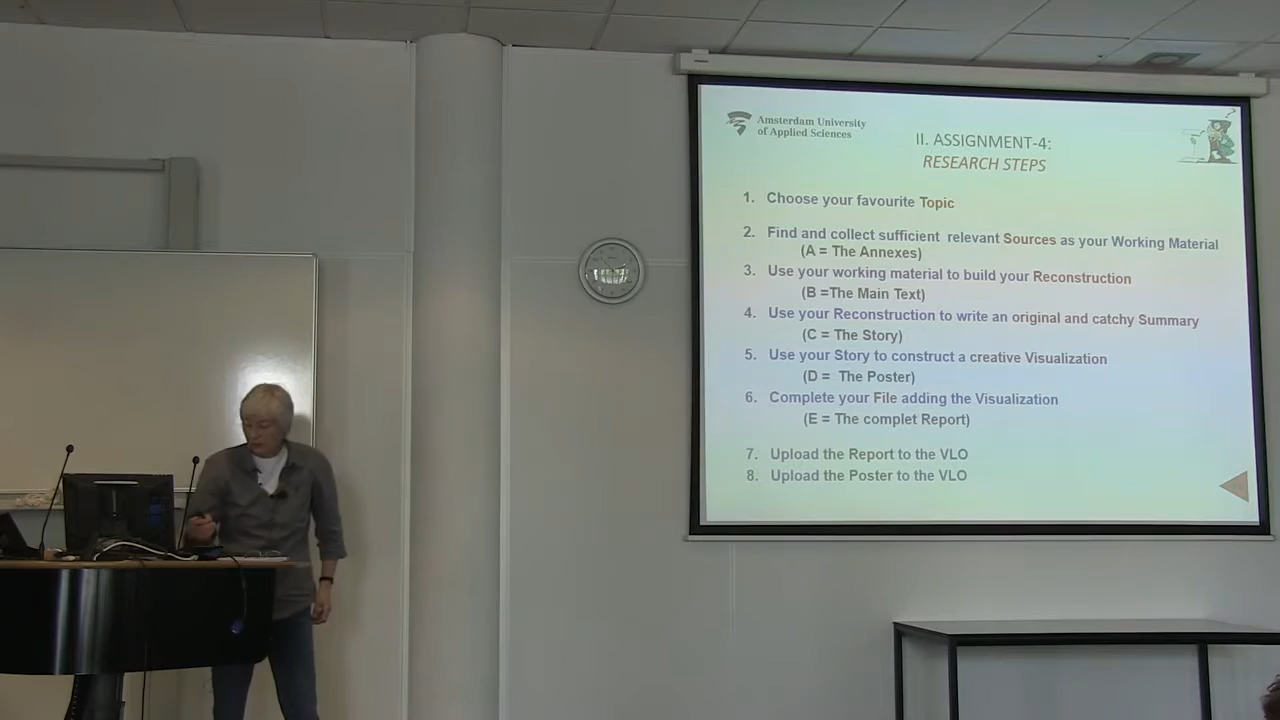 Amsterdam University
of Applied Sciences
II. ASSIGNMENT-4:
RESEARCH STEPS
1. Choose your favourite Topic
2. Find and collect sufficient relevant Sources as your Working Material
(A = The Annexes)
3. Use your working material to build your Reconstruction
(B =The Main Text)
4. Use your Reconstruction to write an original and catchy Summary
(C = The Story)
5. Use your Story to construct a creative Visualization
(D = The Poster)
6. Complete your File adding the Visualization
(E = The complet Report)
7. Upload the Report to the VLO
8. Upload the Poster to the VLO